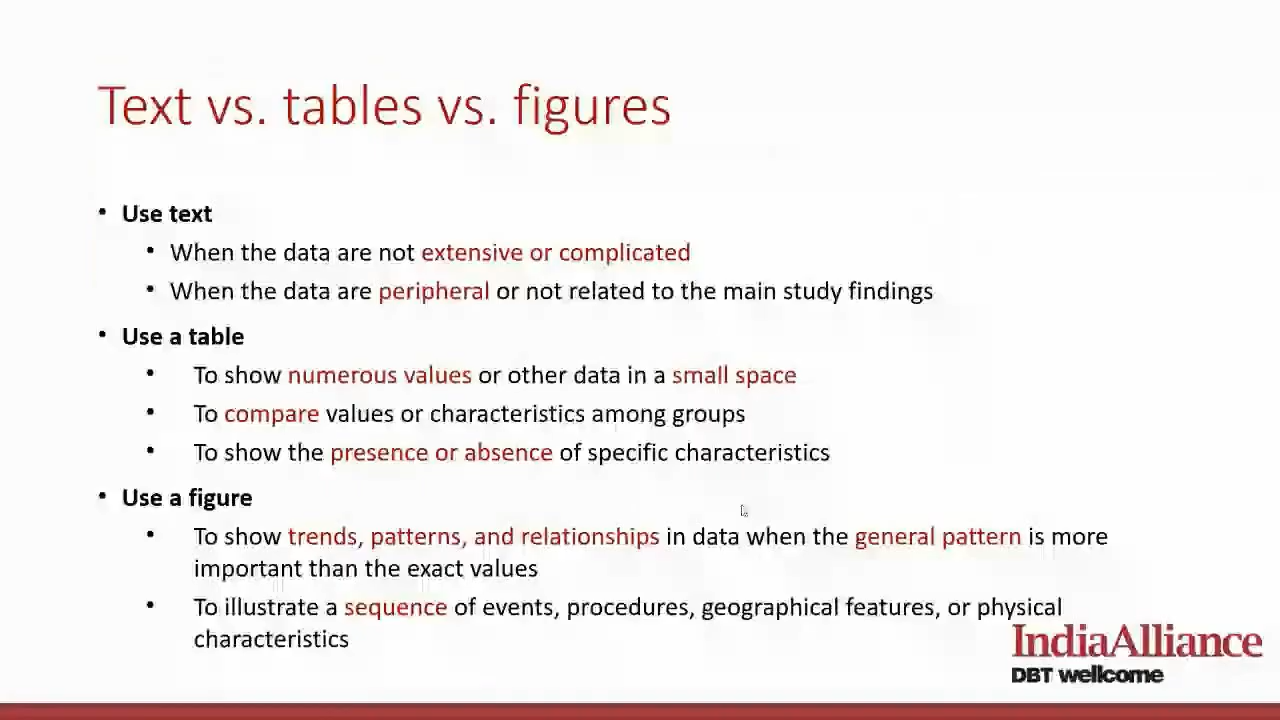 Text vs. tables vs. figures
• Use text
• When the data are not extensive or complicated
• When the data are peripheral or not related to the main study findings
• Use a table
• To show numerous values or other data in a small space
• To compare values or characteristics among groups
• To show the presence or absence of specific characteristics
• Use a figure
• To show trends, patterns, and relationships in data when the general pattern is more
important than the exact values
• To illustrate a sequence of events, procedures, geographical features, or physical
characteristics
IndiaAlliance
DBT wellcome